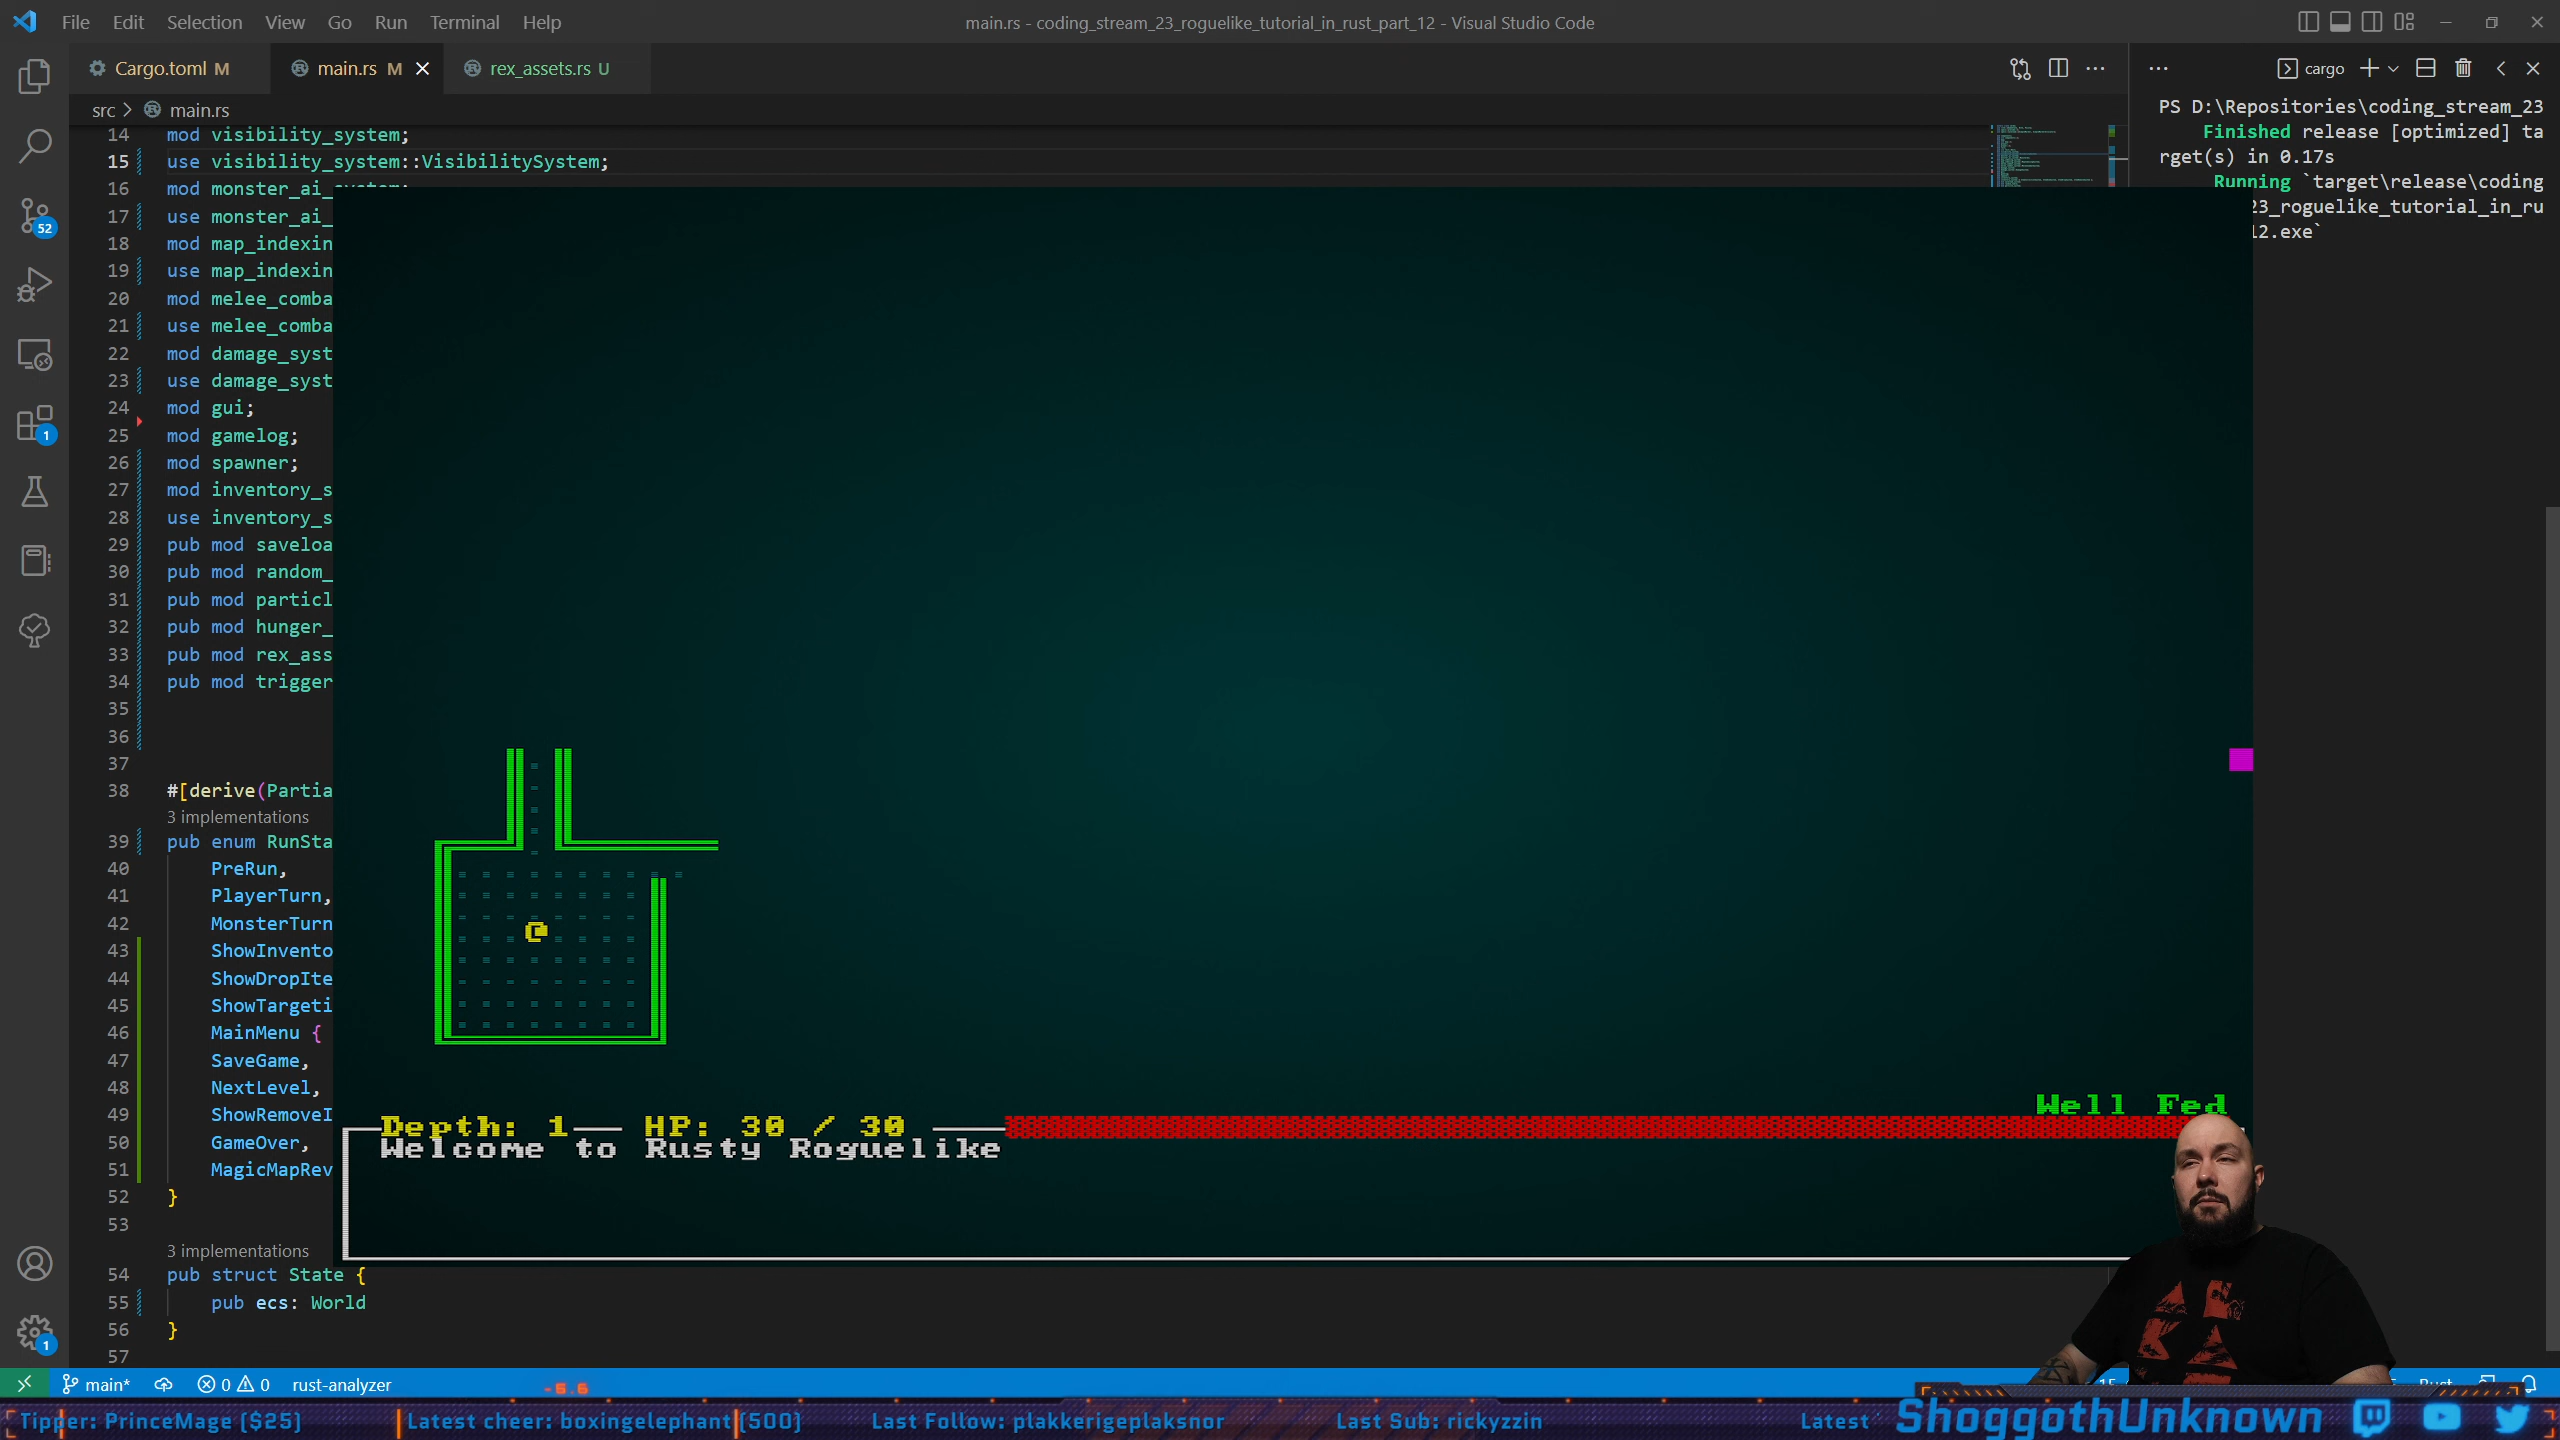 File Edit Selection View Go Run Terminal Help
main.rs - coding_stream_23_roguelike_tutorial_in_rust_part_12 - Visual Studio Code
Cargo.toml M
main.rs M
rex_assets.rs U
cargo
src > main.rs
14 mod visibility_system;
15 use visibility_system::VisibilitySystem;
16 mod monster_ai_system;
17 use monster_ai_
18 mod map_indexin
19 use map_indexin
20 mod melee_comba
21 use melee_comba
22 mod damage_syst
23 use damage_syst
24 mod gui;
25 mod gamelog;
26 mod spawner;
27 mod inventory_s
28 use inventory_s
29 pub mod saveloa
30 pub mod random_
31 pub mod particl
32 pub mod hunger_
33 pub mod rex_ass
34 pub mod trigger
35
36
37
38 #[derive(Partia
3 implementations
39 pub enum RunSta
40 PreRun,
41 PlayerTurn,
42 MonsterTurn
43 ShowInvento
44 ShowDropIte
45 ShowTargeti
46 MainMenu {
47 SaveGame,
48 NextLevel,
49 ShowRemoveI
50 GameOver,
51 MagicMapRev
52 }
53
3 implementations
54 pub struct State {
55 pub ecs: World
56 }
57
PS D:\Repositories\coding_stream_23
Finished release [optimized] ta
rget(s) in 0.17s
Running `target\release\coding
23_roguelike_tutorial_in_ru
12.exe`
52
1
1
@
Well Fed
Depth: 1 HP: 30 / 30
Welcome to Rusty Roguelike
main* 0 0 rust-analyzer
-6.6
Tipper: PrinceMage ($25) Latest cheer: boxingelephant (500) Last Follow: plakkerigeplaksnor Last Sub: rickyzzin Latest
ShoggothUnknown